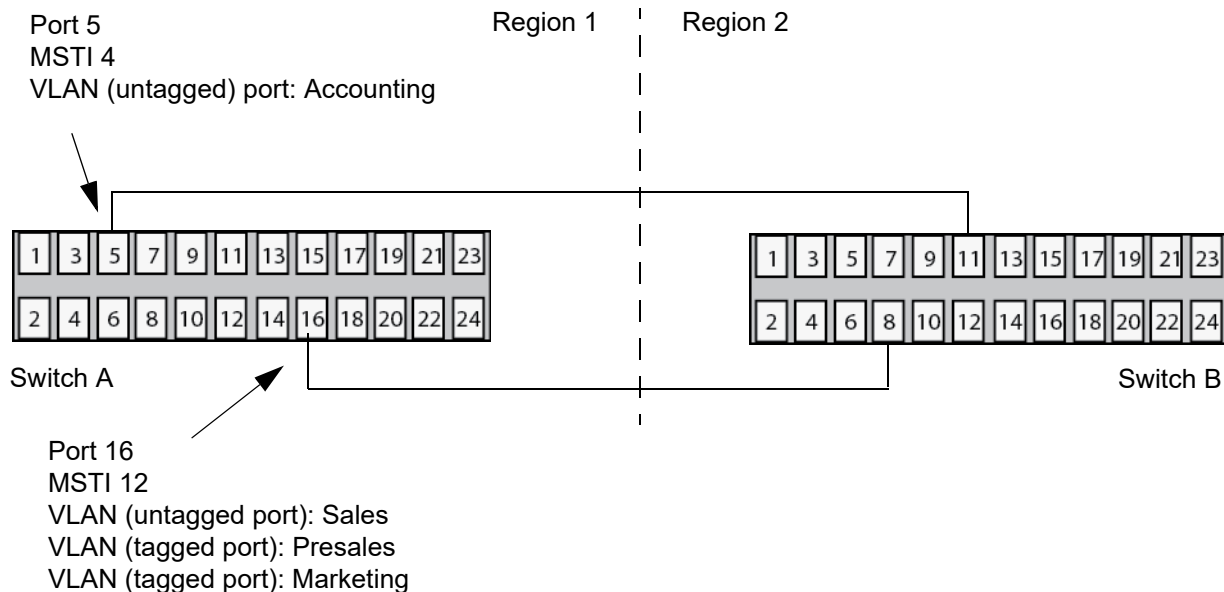 Port 5
MSTI 4
VLAN (untagged) port: Accounting
Region 1
Region 2
1 3 5 7 9 11 13 15 17 19 21 23
2 4 6 8 10 12 14 16 18 20 22 24
Switch A
1 3 5 7 9 11 13 15 17 19 21 23
2 4 6 8 10 12 14 16 18 20 22 24
Switch B
Port 16
MSTI 12
VLAN (untagged port): Sales
VLAN (tagged port): Presales
VLAN (tagged port): Marketing